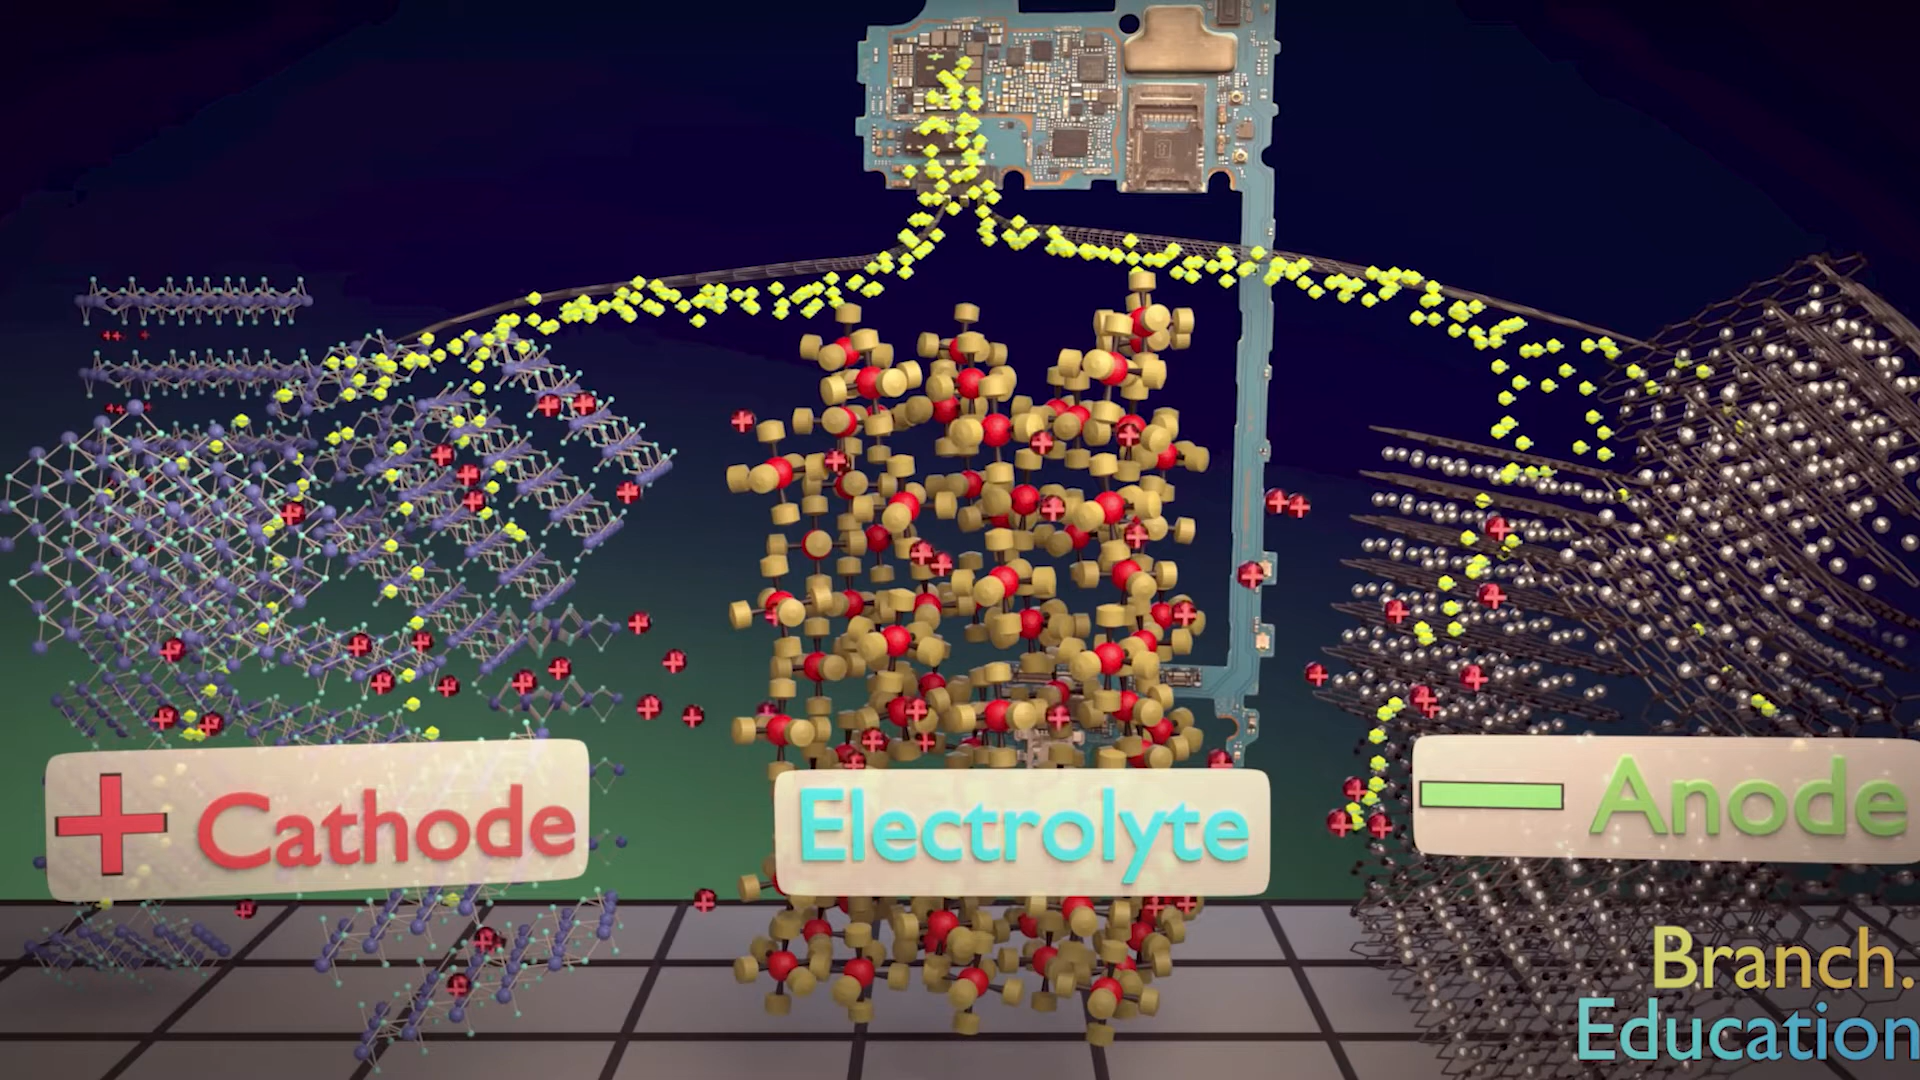 + Cathode
Electrolyte
− Anode
Branch.
Education